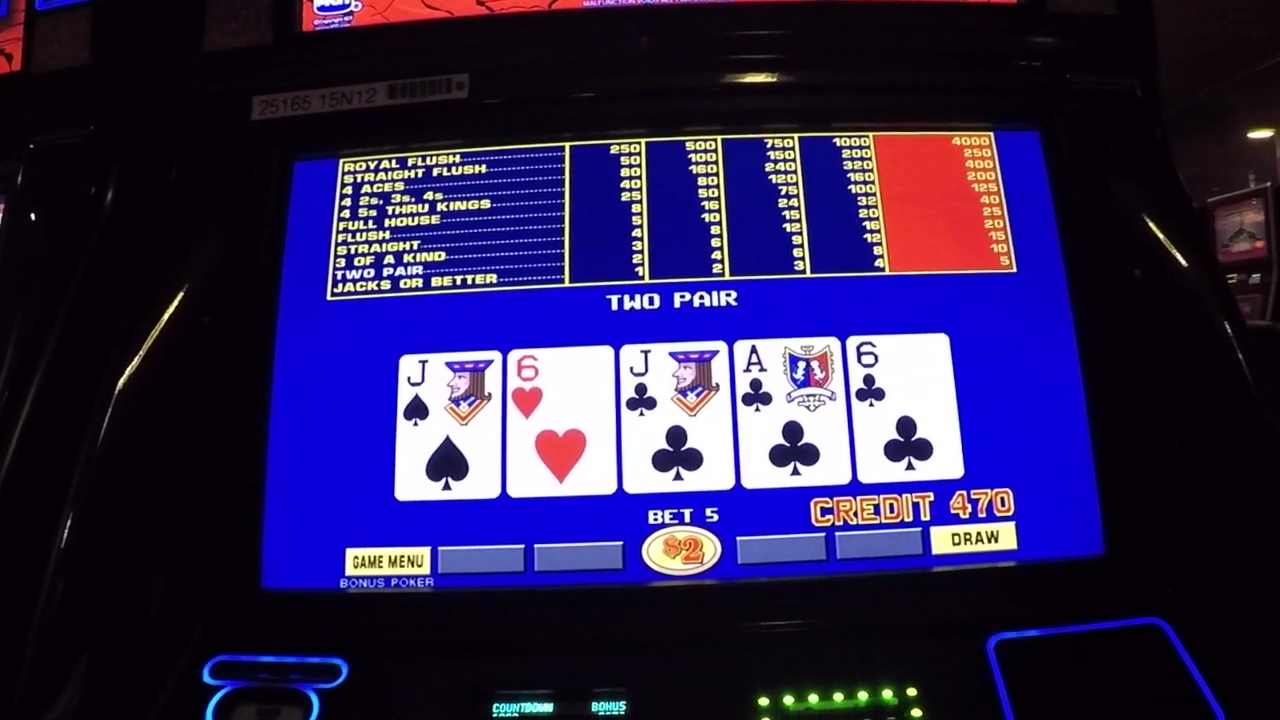 MALFUNCTION VOIDS ALL
25165 15N12
ROYAL FLUSH 250 500 750 1000 4000
STRAIGHT FLUSH 50 100 150 200 250
4 ACES 80 160 240 320 400
4 2s, 3s, 4s 40 80 120 160 200
4 5s THRU KINGS 25 50 75 100 125
FULL HOUSE 8 16 24 32 40
FLUSH 5 10 15 20 25
STRAIGHT 4 8 12 16 20
3 OF A KIND 3 6 9 12 15
TWO PAIR 2 4 6 8 10
JACKS OR BETTER 1 2 3 4 5
TWO PAIR
J 6 J A 6
BET 5 CREDIT 470
GAME MENU $2 DRAW
BONUS POKER
COUNTDOWN BONUS